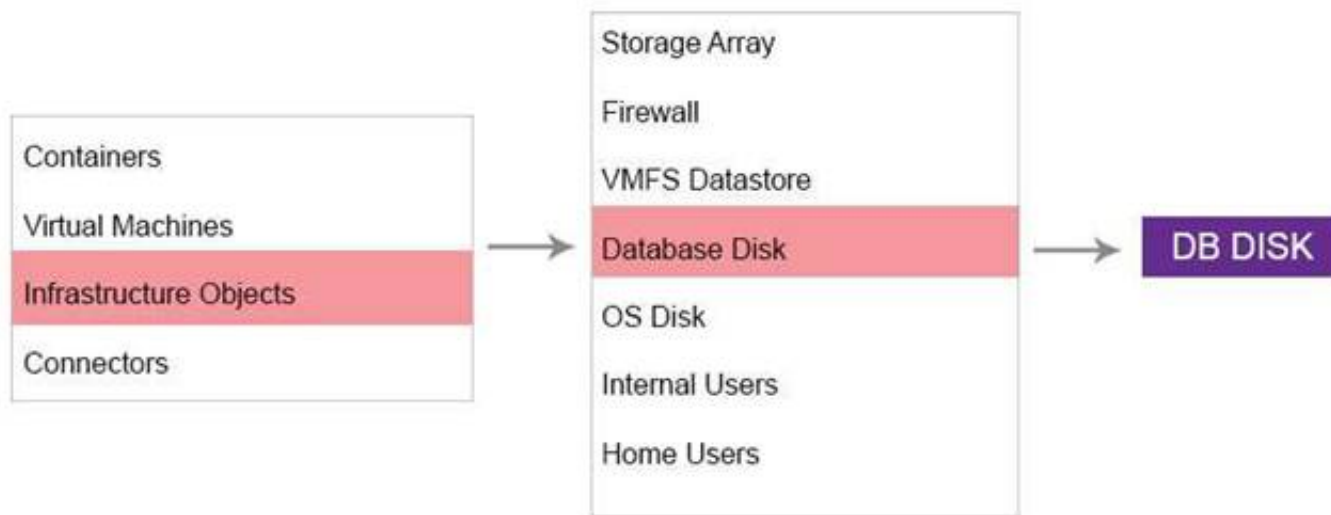 Containers
Virtual Machines
Infrastructure Objects
Connectors
Storage Array
Firewall
VMFS Datastore
Database Disk
OS Disk
Internal Users
Home Users
DB DISK